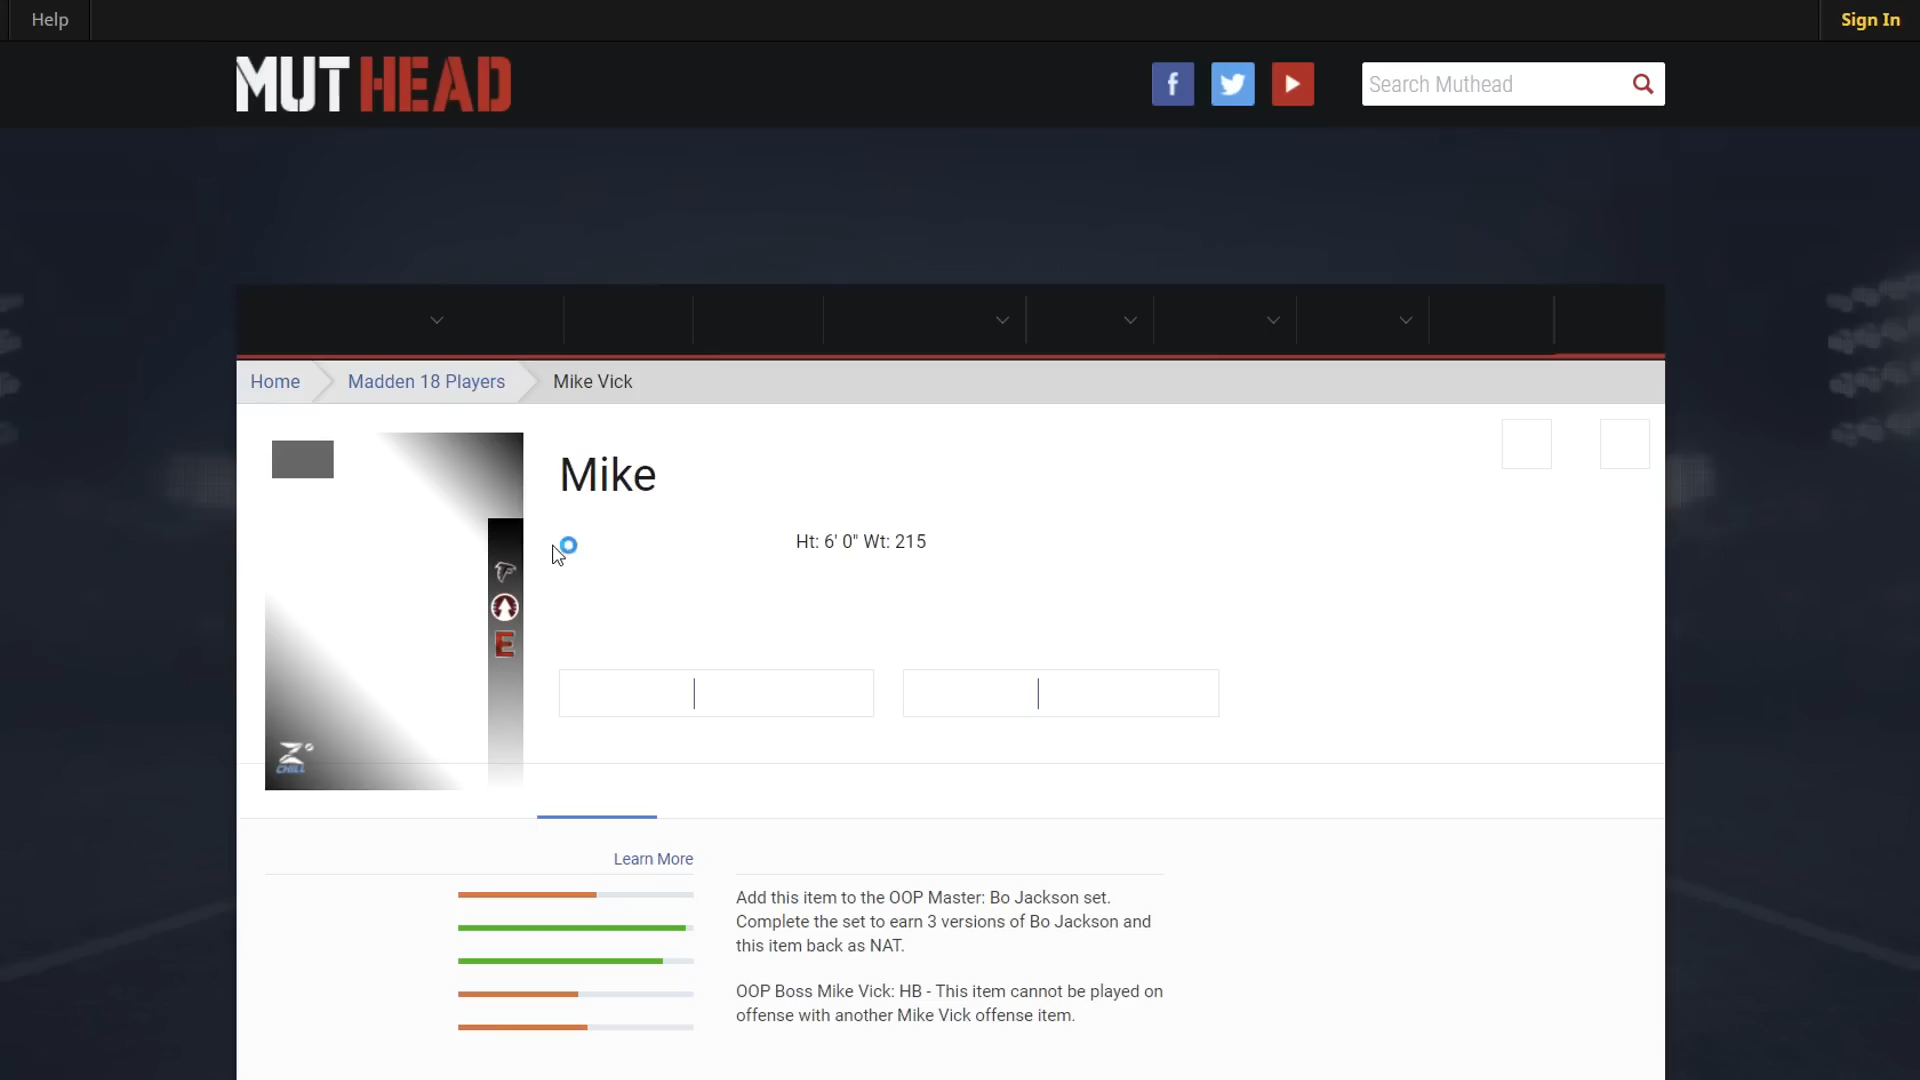 Help
Sign In
MUTHEAD
Search Muthead
Home
Madden 18 Players
Mike Vick
Mike
Ht: 6' 0" Wt: 215
E
Z
CHILL
Learn More
Add this item to the OOP Master: Bo Jackson set.
Complete the set to earn 3 versions of Bo Jackson and
this item back as NAT.
OOP Boss Mike Vick: HB - This item cannot be played on
offense with another Mike Vick offense item.